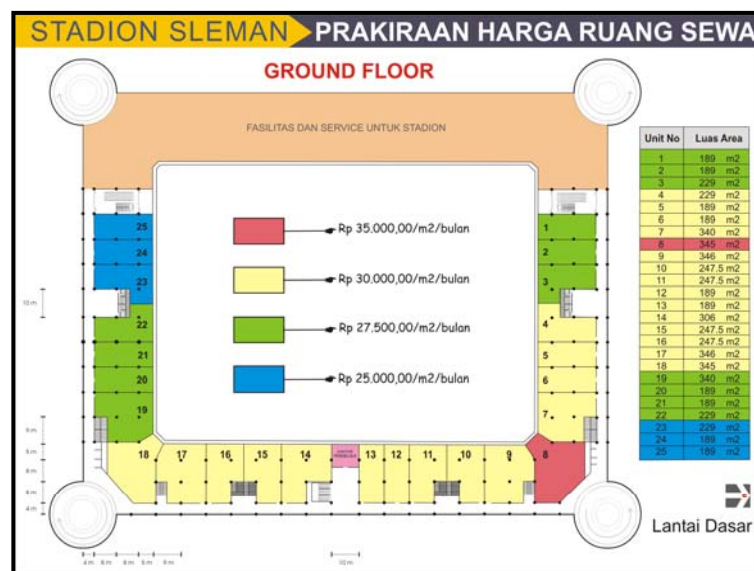 STADION SLEMAN PRAKIRAAN HARGA RUANG SEWA
GROUND FLOOR
FASILITAS DAN SERVICE UNTUK STADION
Rp 35.000,00/m2/bulan
Rp 30.000,00/m2/bulan
Rp 27.500,00/m2/bulan
Rp 25.000,00/m2/bulan
25
24
23
22
21
20
19
18 17 16 15 14
13 12 11 10 9 8
1
2
3
4
5
6
7
10 m
10 m
Unit No Luas Area
1 189 m2
2 189 m2
3 229 m2
4 229 m2
5 189 m2
6 189 m2
7 340 m2
8 345 m2
9 346 m2
10 247.5 m2
11 247.5 m2
12 189 m2
13 189 m2
14 306 m2
15 247.5 m2
16 247.5 m2
17 346 m2
18 345 m2
19 340 m2
20 189 m2
21 189 m2
22 229 m2
23 229 m2
24 189 m2
25 189 m2
Lantai Dasar